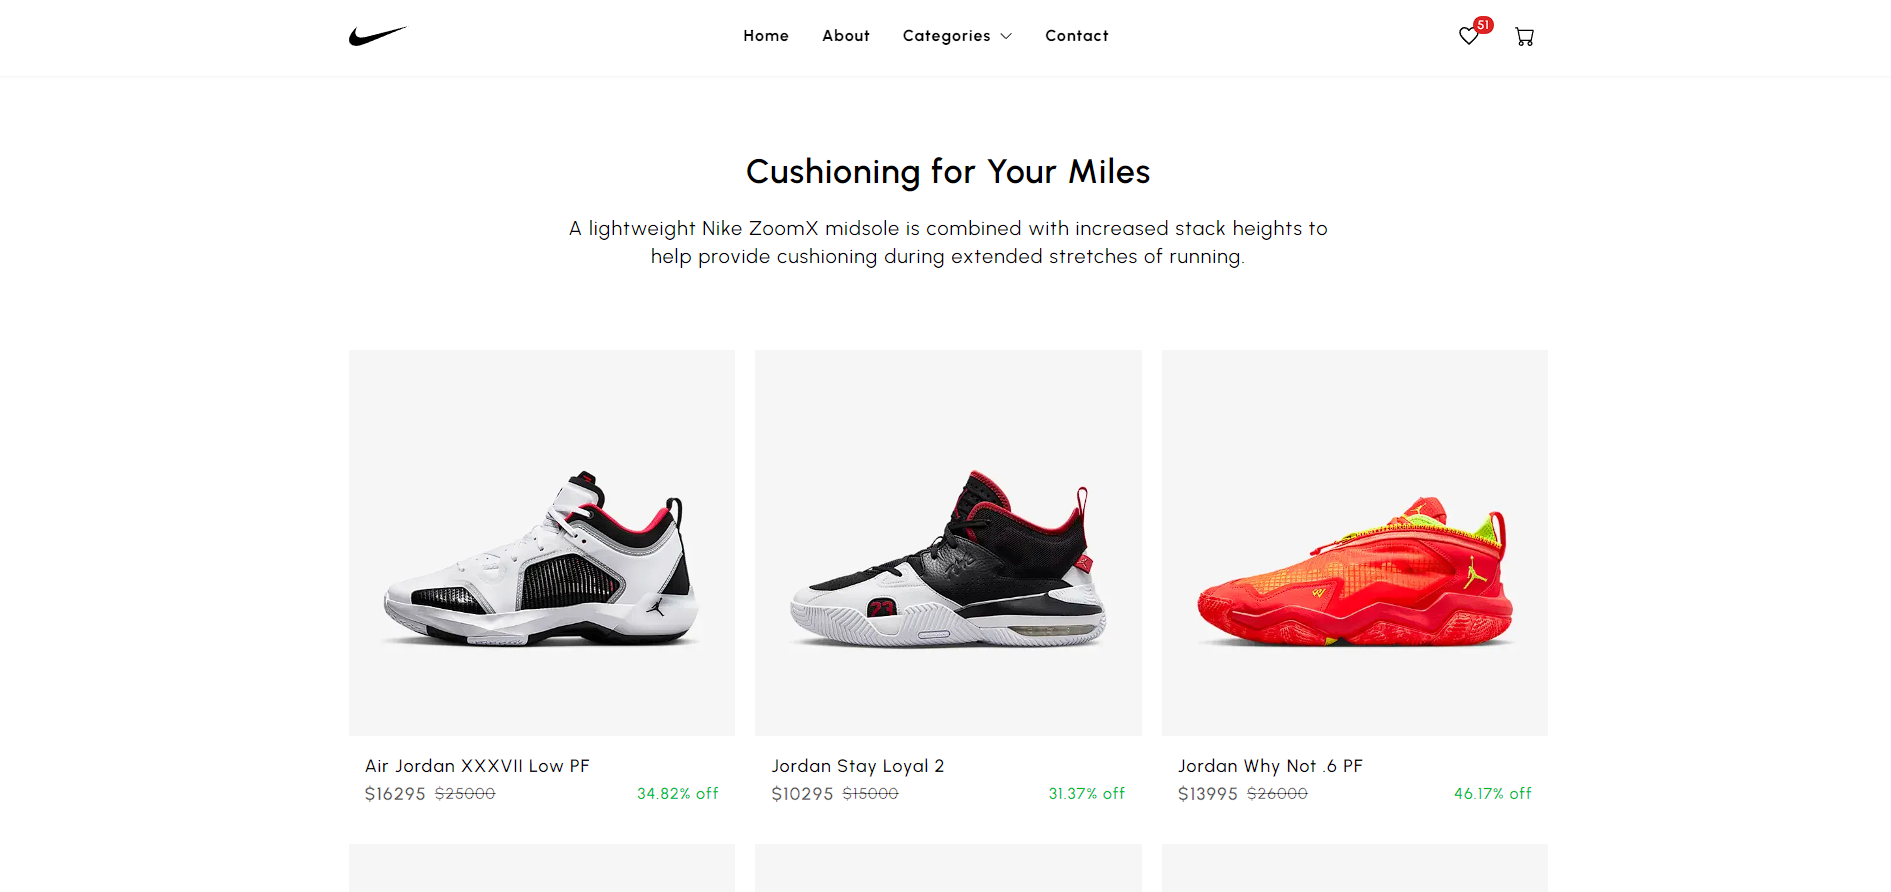 Home About Categories Contact 51
Cushioning for Your Miles
A lightweight Nike ZoomX midsole is combined with increased stack heights to
help provide cushioning during extended stretches of running.
23
Air Jordan XXXVII Low PF
$16295 $25000 34.82% off
Jordan Stay Loyal 2
$10295 $15000 31.37% off
Jordan Why Not .6 PF
$13995 $26000 46.17% off